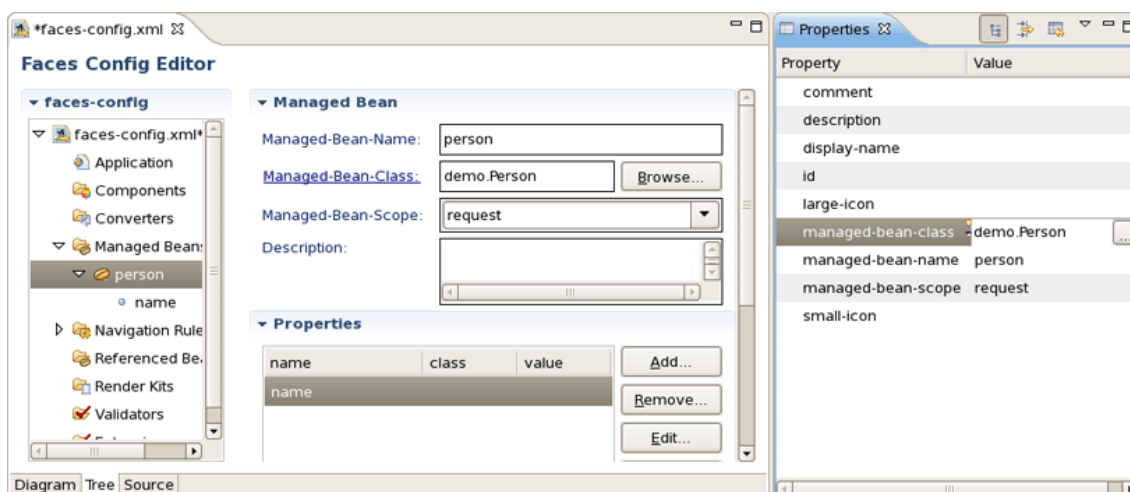 *faces-config.xml
Faces Config Editor
faces-config
faces-config.xml*
Application
Components
Converters
Managed Bean
person
name
Navigation Rule
Referenced Be
Render Kits
Validators
Managed Bean
Managed-Bean-Name: person
Managed-Bean-Class: demo.Person Browse...
Managed-Bean-Scope: request
Description:
Properties
name class value
name
Add...
Remove...
Edit...
Diagram Tree Source
Properties
Property Value
comment
description
display-name
id
large-icon
managed-bean-class demo.Person ...
managed-bean-name person
managed-bean-scope request
small-icon